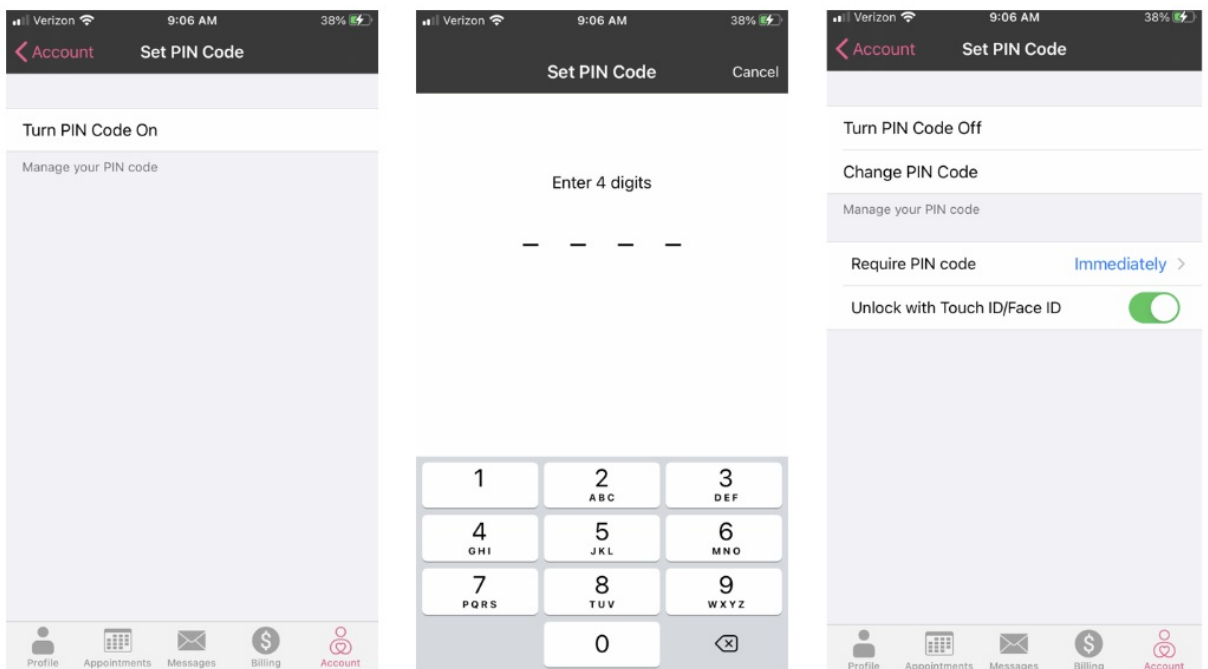 Verizon 9:06 AM 38%
Account Set PIN Code
Turn PIN Code On
Manage your PIN code
Profile Appointments Messages Billing Account
Verizon 9:06 AM 38%
Set PIN Code Cancel
Enter 4 digits
1 2 3
ABC DEF
4 5 6
GHI JKL MNO
7 8 9
PQRS TUV WXYZ
0
Verizon 9:06 AM 38%
Account Set PIN Code
Turn PIN Code Off
Change PIN Code
Manage your PIN code
Require PIN code Immediately
Unlock with Touch ID/Face ID
Profile Appointments Messages Billing Account